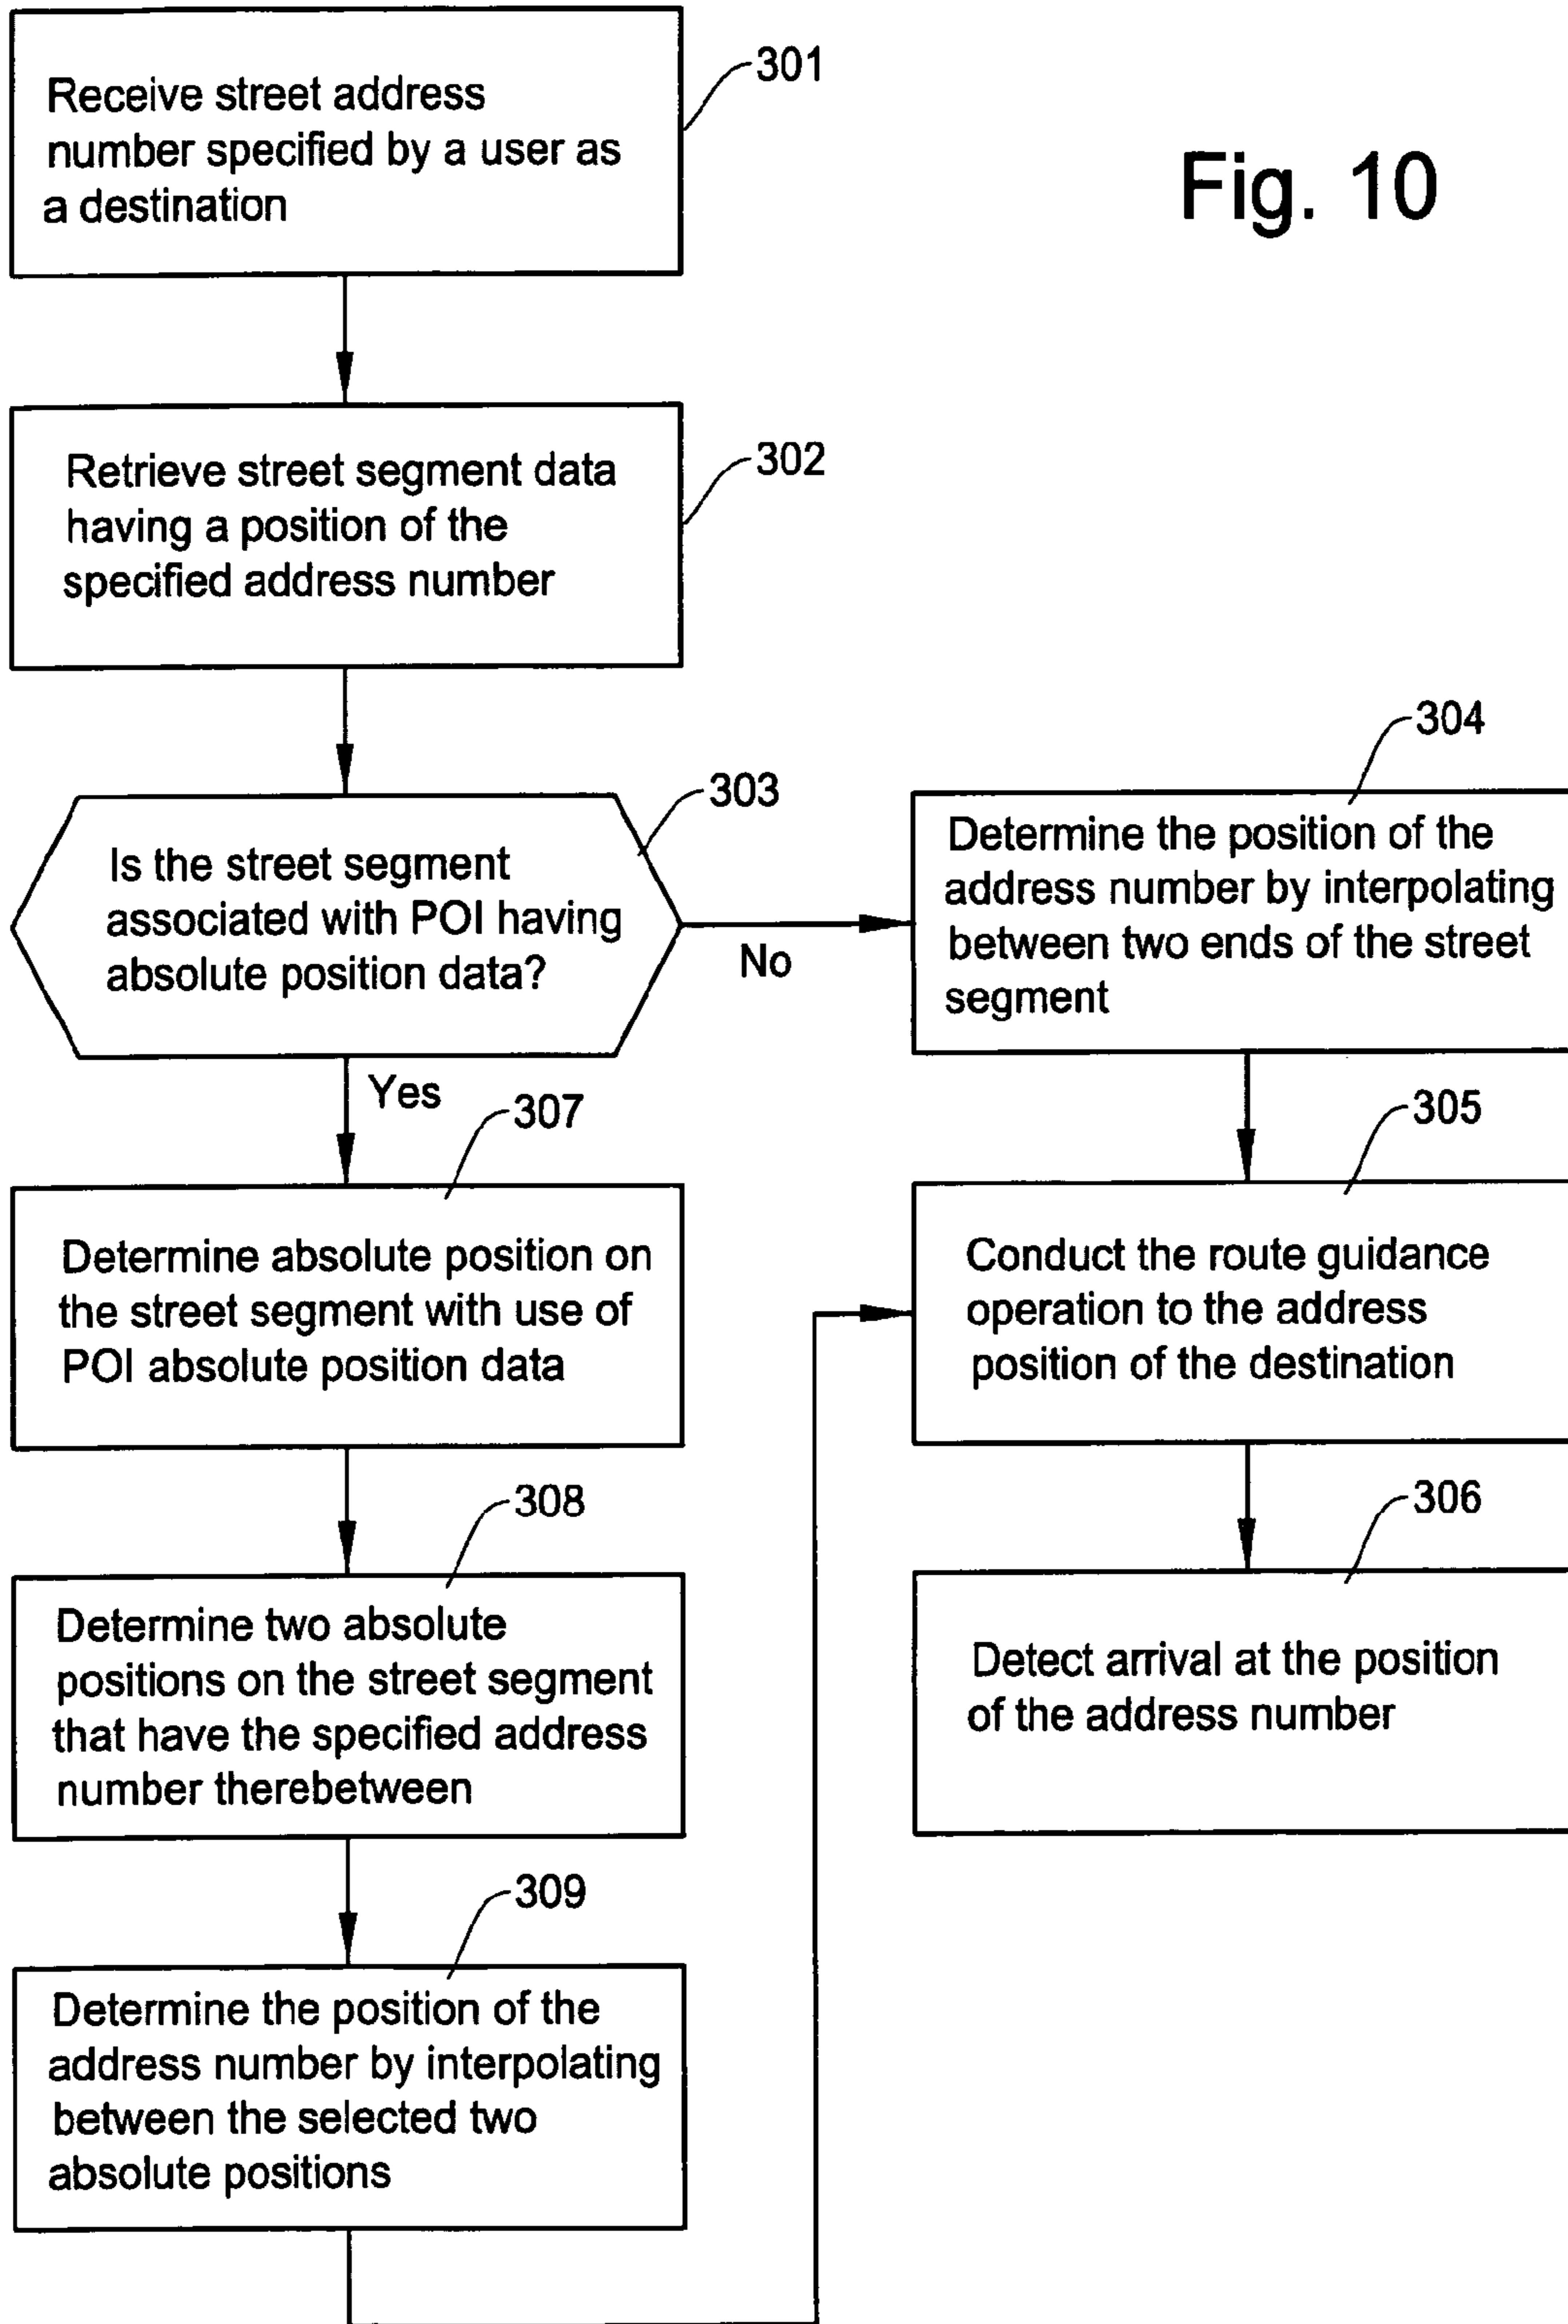 Fig. 10
301
Receive street address
number specified by a user as
a destination
302
Retrieve street segment data
having a position of the
specified address number
303
Is the street segment
associated with POI having
absolute position data?
No
Yes
304
Determine the position of the
address number by interpolating
between two ends of the street
segment
305
Conduct the route guidance
operation to the address
position of the destination
306
Detect arrival at the position
of the address number
307
Determine absolute position on
the street segment with use of
POI absolute position data
308
Determine two absolute
positions on the street segment
that have the specified address
number therebetween
309
Determine the position of the
address number by interpolating
between the selected two
absolute positions